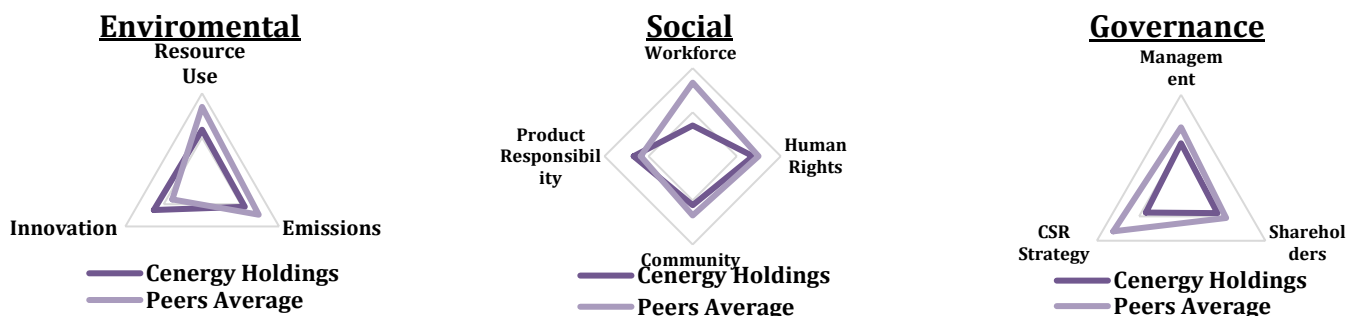 Enviromental
Resource
Use
Innovation
Emissions
Cenergy Holdings
Peers Average
Social
Workforce
Product
Responsibil
ity
Human
Rights
Community
Cenergy Holdings
Peers Average
Governance
Managem
ent
CSR
Strategy
Sharehol
ders
Cenergy Holdings
Peers Average